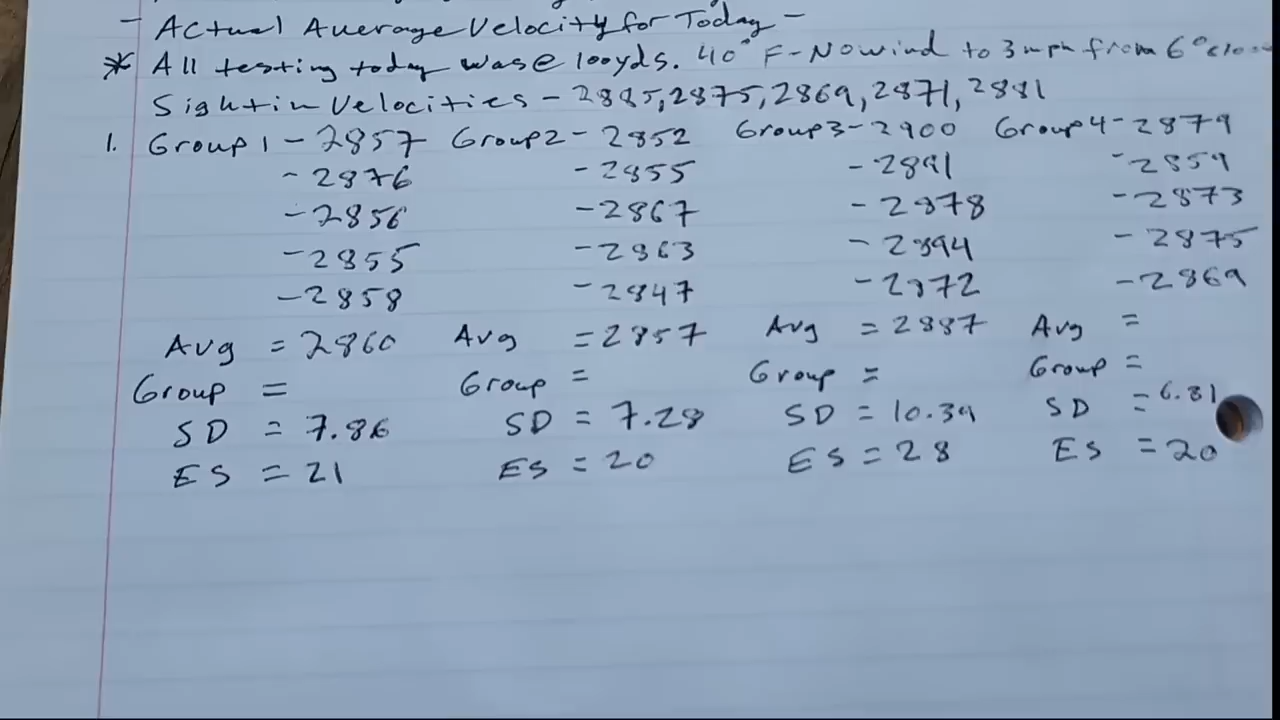 - Actual Average Velocity for Today -
* All testing today was @ 100yds. 40° F - No wind to 3 mph from 6 o'
Sight in Velocities - 2885, 2875, 2869, 2871, 2881
1. Group 1 - 2857 Group 2 - 2852 Group 3 - 2900 Group 4 - 2879
- 2876 - 2855 - 2891 - 2859
- 2856 - 2867 - 2878 - 2873
- 2855 - 2863 - 2894 - 2875
- 2858 - 2847 - 2872 - 2869
Avg = 2860 Avg = 2857 Avg = 2887 Avg =
Group = Group = Group = Group =
SD = 7.86 SD = 7.28 SD = 10.39 SD = 6.81
ES = 21 ES = 20 ES = 28 ES = 20